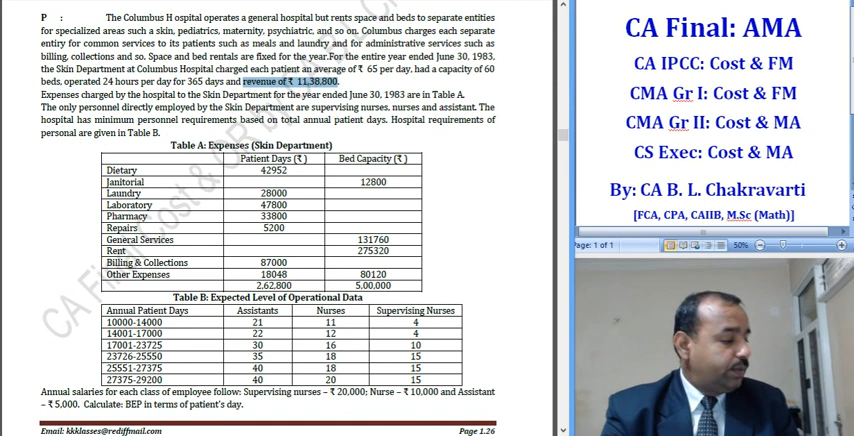 P : The Columbus H ospital operates a general hospital but rents space and beds to separate entities
for specialized areas such a skin, pediatrics, maternity, psychiatric, and so on. Columbus charges each separate
entiry for common services to its patients such as meals and laundry and for administrative services such as
billing, collections and so. Space and bed rentals are fixed for the year.For the entire year ended June 30, 1983,
the Skin Department at Columbus Hospital charged each patient an average of ₹ 65 per day, had a capacity of 60
beds, operated 24 hours per day for 365 days and revenue of ₹ 11,38,800.
Expenses charged by the hospital to the Skin Department for the year ended June 30, 1983 are in Table A.
The only personnel directly employed by the Skin Department are supervising nurses, nurses and assistant. The
hospital has minimum personnel requirements based on total annual patient days. Hospital requirements of
personal are given in Table B.
Table A: Expenses (Skin Department)
Patient Days (₹ ) Bed Capacity (₹ )
Dietary 42952
Janitorial 12800
Laundry 28000
Laboratory 47800
Pharmacy 33800
Repairs 5200
General Services 131760
Rent 275320
Billing & Collections 87000
Other Expenses 18048 80120
2,62,800 5,00,000
Table B: Expected Level of Operational Data
Annual Patient Days Assistants Nurses Supervising Nurses
10000-14000 21 11 4
14001-17000 22 12 4
17001-23725 30 16 10
23726-25550 35 18 15
25551-27375 40 18 15
27375-29200 40 20 15
Annual salaries for each class of employee follow: Supervising nurses – ₹ 20,000; Nurse – ₹ 10,000 and Assistant
– ₹ 5,000. Calculate: BEP in terms of patient's day.
Email: kkklasses@rediffmail.com Page 1.26
CA Final: AMA
CA IPCC: Cost & FM
CMA Gr I: Cost & FM
CMA Gr II: Cost & MA
CS Exec: Cost & MA
By: CA B. L. Chakravarti
[FCA, CPA, CAIIB, M.Sc (Math)]
Page: 1 of 1 50%